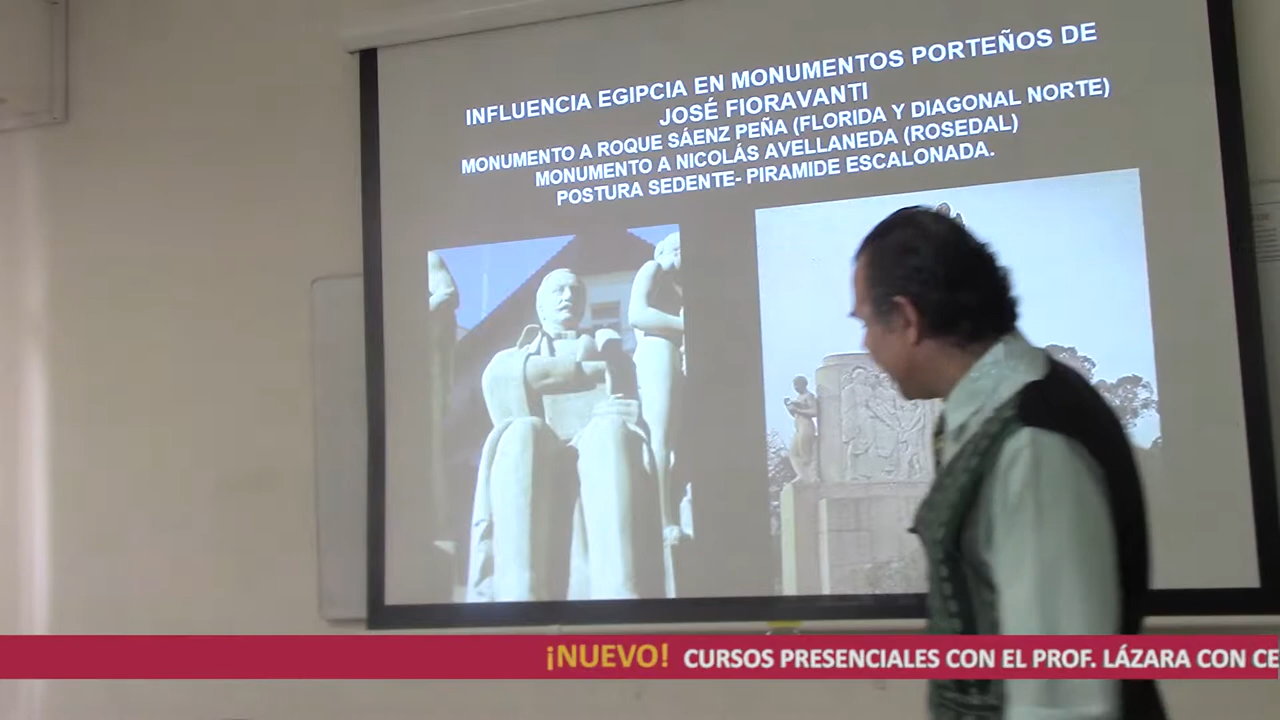 INFLUENCIA EGIPCIA EN MONUMENTOS PORTEÑOS DE
JOSÉ FIORAVANTI
MONUMENTO A ROQUE SÁENZ PEÑA (FLORIDA Y DIAGONAL NORTE)
MONUMENTO A NICOLÁS AVELLANEDA (ROSEDAL)
POSTURA SEDENTE- PIRAMIDE ESCALONADA.
¡NUEVO! CURSOS PRESENCIALES CON EL PROF. LÁZARA CON CE